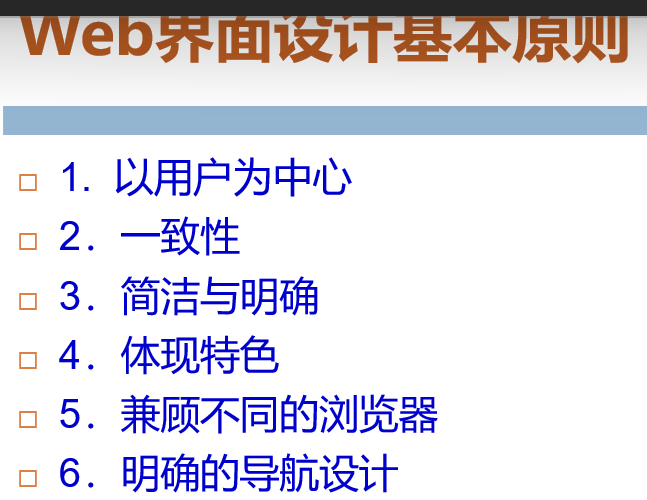 Web界面设计基本原则
1. 以用户为中心
2．一致性
3．简洁与明确
4．体现特色
5．兼顾不同的浏览器
6．明确的导航设计